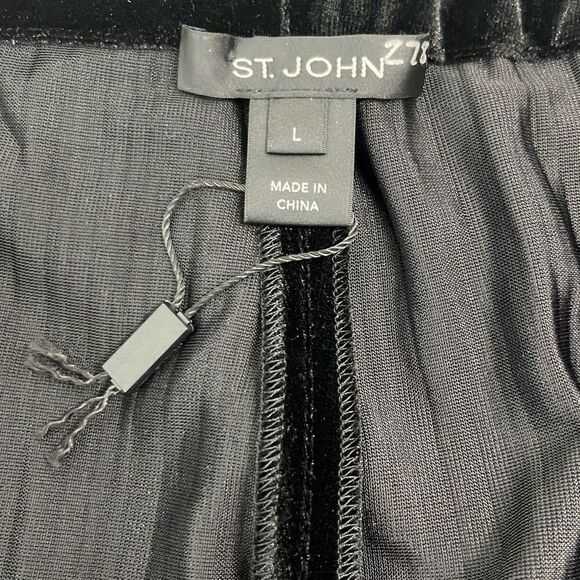 ST. JOHN 278
L
MADE IN
CHINA